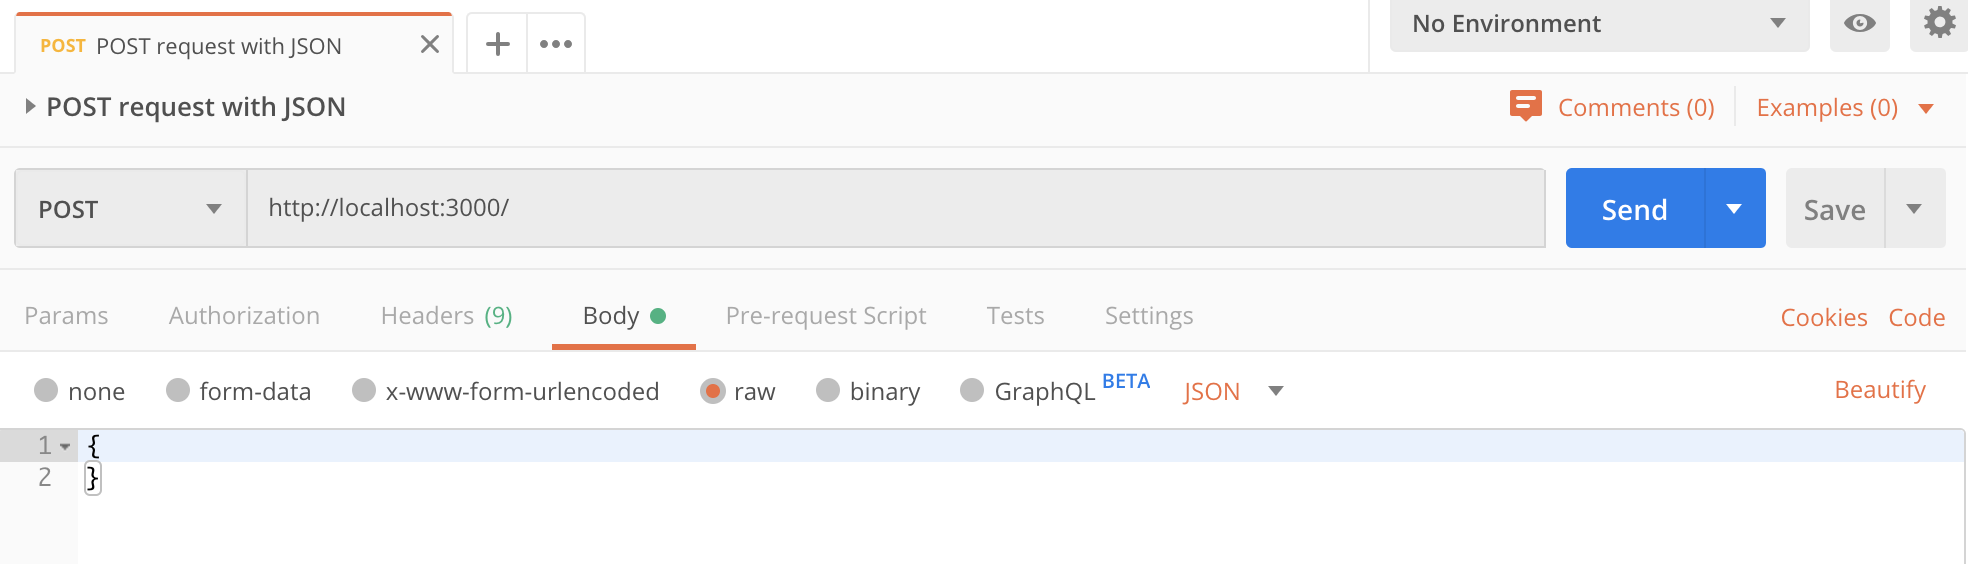 POST POST request with JSON
No Environment
POST request with JSON
Comments (0) Examples (0)
POST http://localhost:3000/ Send Save
Params Authorization Headers (9) Body Pre-request Script Tests Settings Cookies Code
none form-data x-www-form-urlencoded raw binary GraphQL BETA JSON Beautify
1 {
2 }